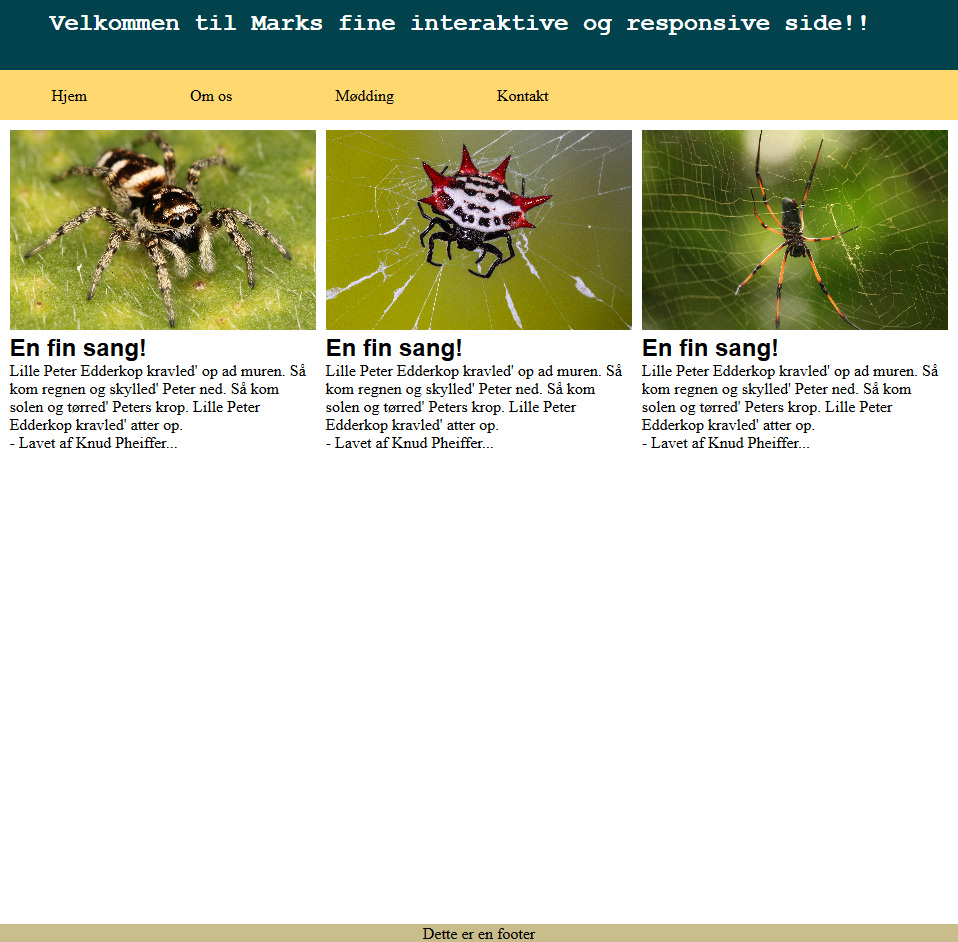 Velkommen til Marks fine interaktive og responsive side!!
Hjem Om os Mødding Kontakt
En fin sang!
Lille Peter Edderkop kravled' op ad muren. Så
kom regnen og skylled' Peter ned. Så kom
solen og tørred' Peters krop. Lille Peter
Edderkop kravled' atter op.
- Lavet af Knud Pheiffer...
En fin sang!
Lille Peter Edderkop kravled' op ad muren. Så
kom regnen og skylled' Peter ned. Så kom
solen og tørred' Peters krop. Lille Peter
Edderkop kravled' atter op.
- Lavet af Knud Pheiffer...
En fin sang!
Lille Peter Edderkop kravled' op ad muren. Så
kom regnen og skylled' Peter ned. Så kom
solen og tørred' Peters krop. Lille Peter
Edderkop kravled' atter op.
- Lavet af Knud Pheiffer...
Dette er en footer